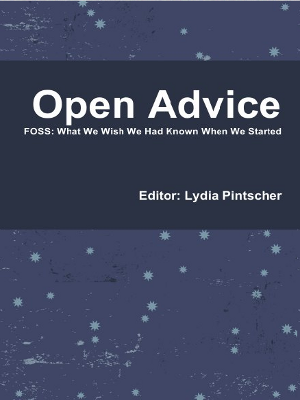 Open Advice
FOSS: What We Wish We Had Known When We Started
Editor: Lydia Pintscher